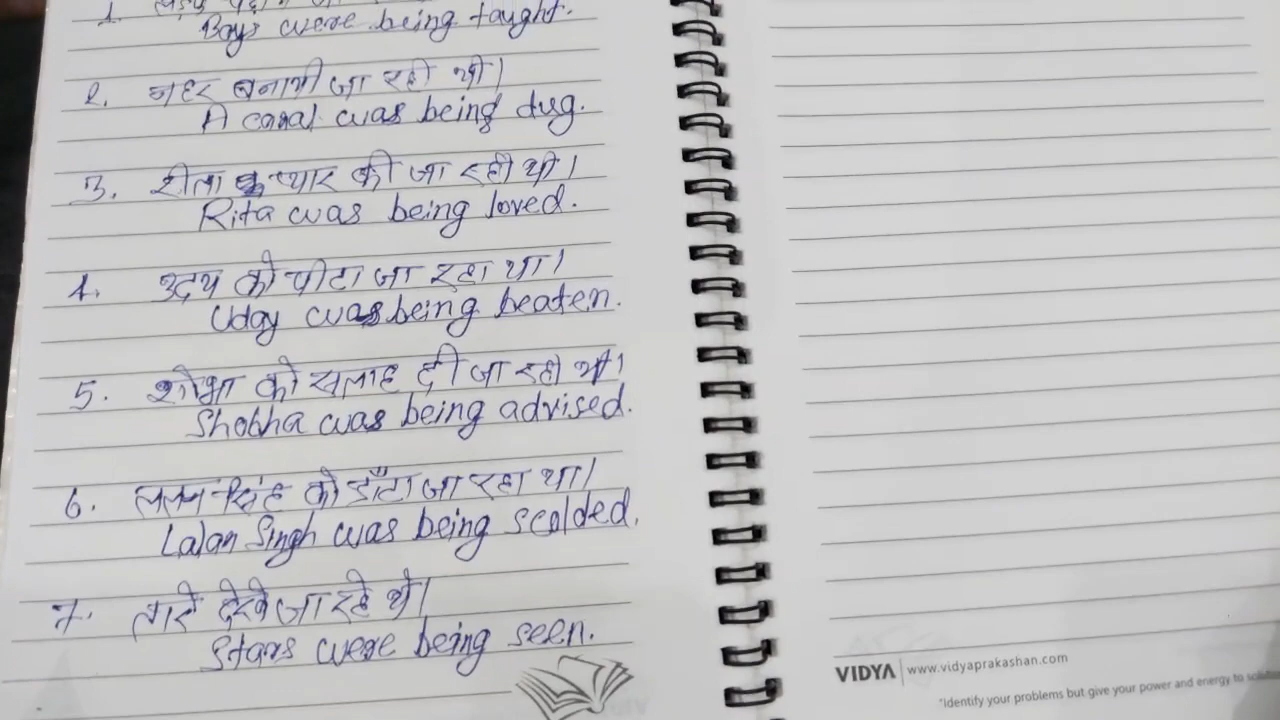 1.
Boys were being taught.
2. नहर बनायी जा रही थी।
A canal was being dug.
3. रीता को प्यार की जा रही थी।
Rita was being loved.
4. उदय को पीटा जा रहा था।
Uday was being beaten.
5. शोभा को सलाह दी जा रही थी।
Shobha was being advised.
6. ललन सिंह को डाँटा जा रहा था।
Lalan Singh was being scolded.
7. तारे देखे जा रहे थे।
Stars were being seen.
VIDYA | www.vidyaprakashan.com
"Identify your problems but give your power and energy to